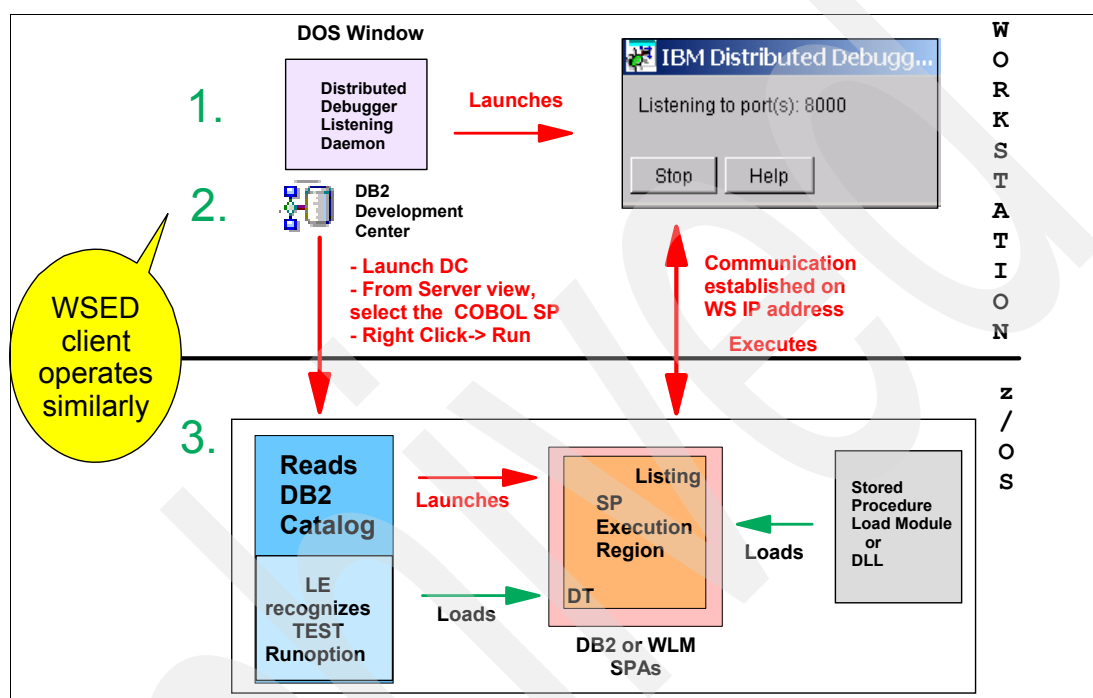 DOS Window
1.
Distributed
Debugger
Listening
Daemon
Launches
IBM Distributed Debugg...
Listening to port(s): 8000
Stop
Help
WORKSTATION
2.
DB2
Development
Center
- Launch DC
- From Server view,
select the COBOL SP
- Right Click-> Run
Communication
established on
WS IP address
Executes
WSED
client
operates
similarly
z/OS
3.
Reads
DB2
Catalog
Launches
LE
recognizes
TEST
Runoption
Loads
Listing
SP
Execution
Region
DT
DB2 or WLM
SPAs
Loads
Stored
Procedure
Load Module
or
DLL